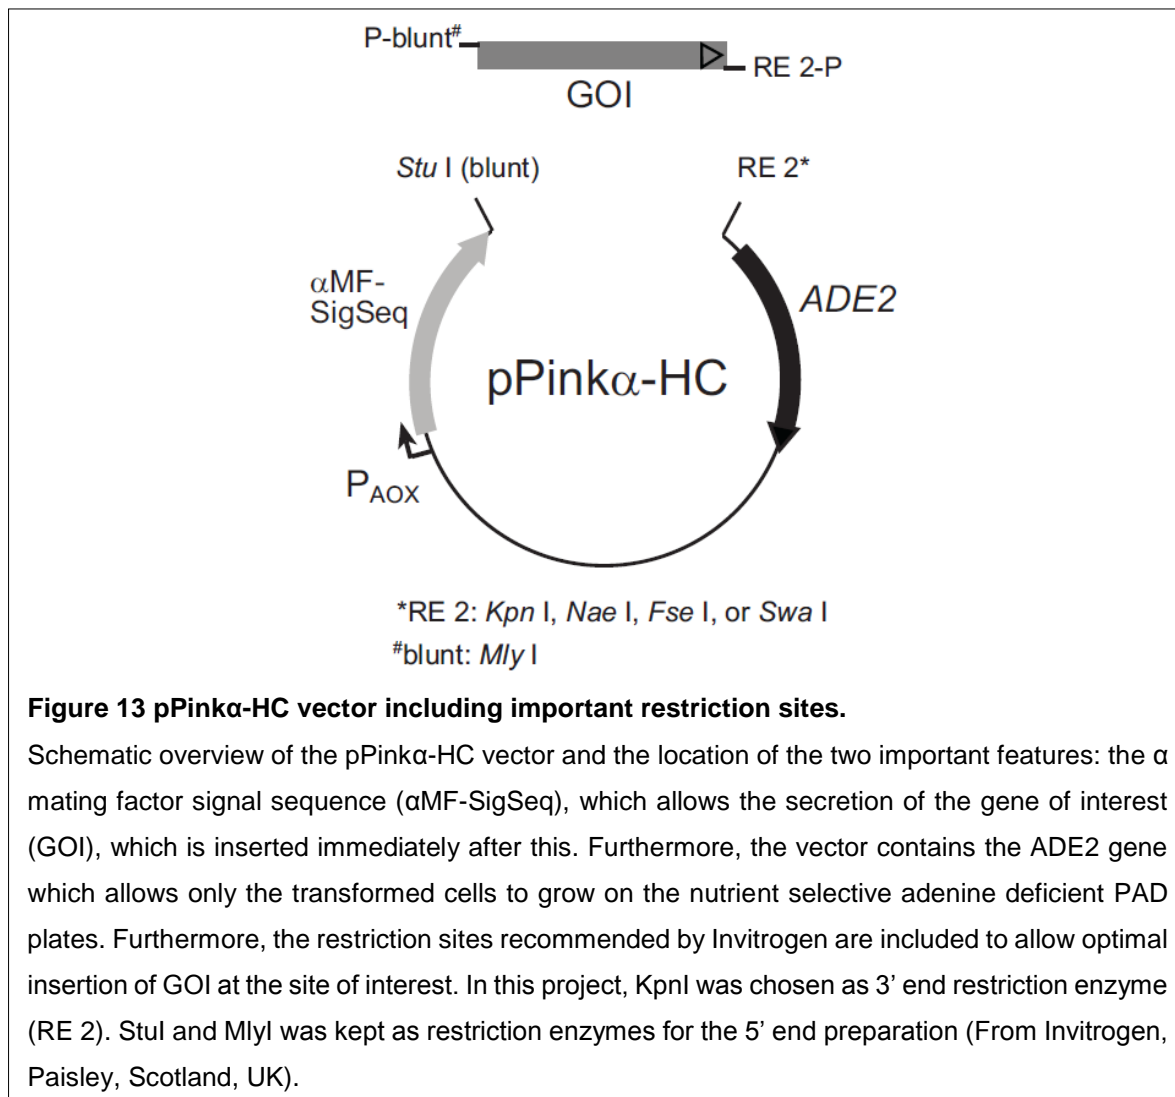 P-blunt#
RE 2-P
GOI
Stu I (blunt)
RE 2*
αMF-
SigSeq
ADE2
pPinkα-HC
PAOX
*RE 2: Kpn I, Nae I, Fse I, or Swa I
#blunt: Mly I
Figure 13 pPinkα-HC vector including important restriction sites.
Schematic overview of the pPinkα-HC vector and the location of the two important features: the α
mating factor signal sequence (αMF-SigSeq), which allows the secretion of the gene of interest
(GOI), which is inserted immediately after this. Furthermore, the vector contains the ADE2 gene
which allows only the transformed cells to grow on the nutrient selective adenine deficient PAD
plates. Furthermore, the restriction sites recommended by Invitrogen are included to allow optimal
insertion of GOI at the site of interest. In this project, KpnI was chosen as 3’ end restriction enzyme
(RE 2). StuI and MlyI was kept as restriction enzymes for the 5’ end preparation (From Invitrogen,
Paisley, Scotland, UK).